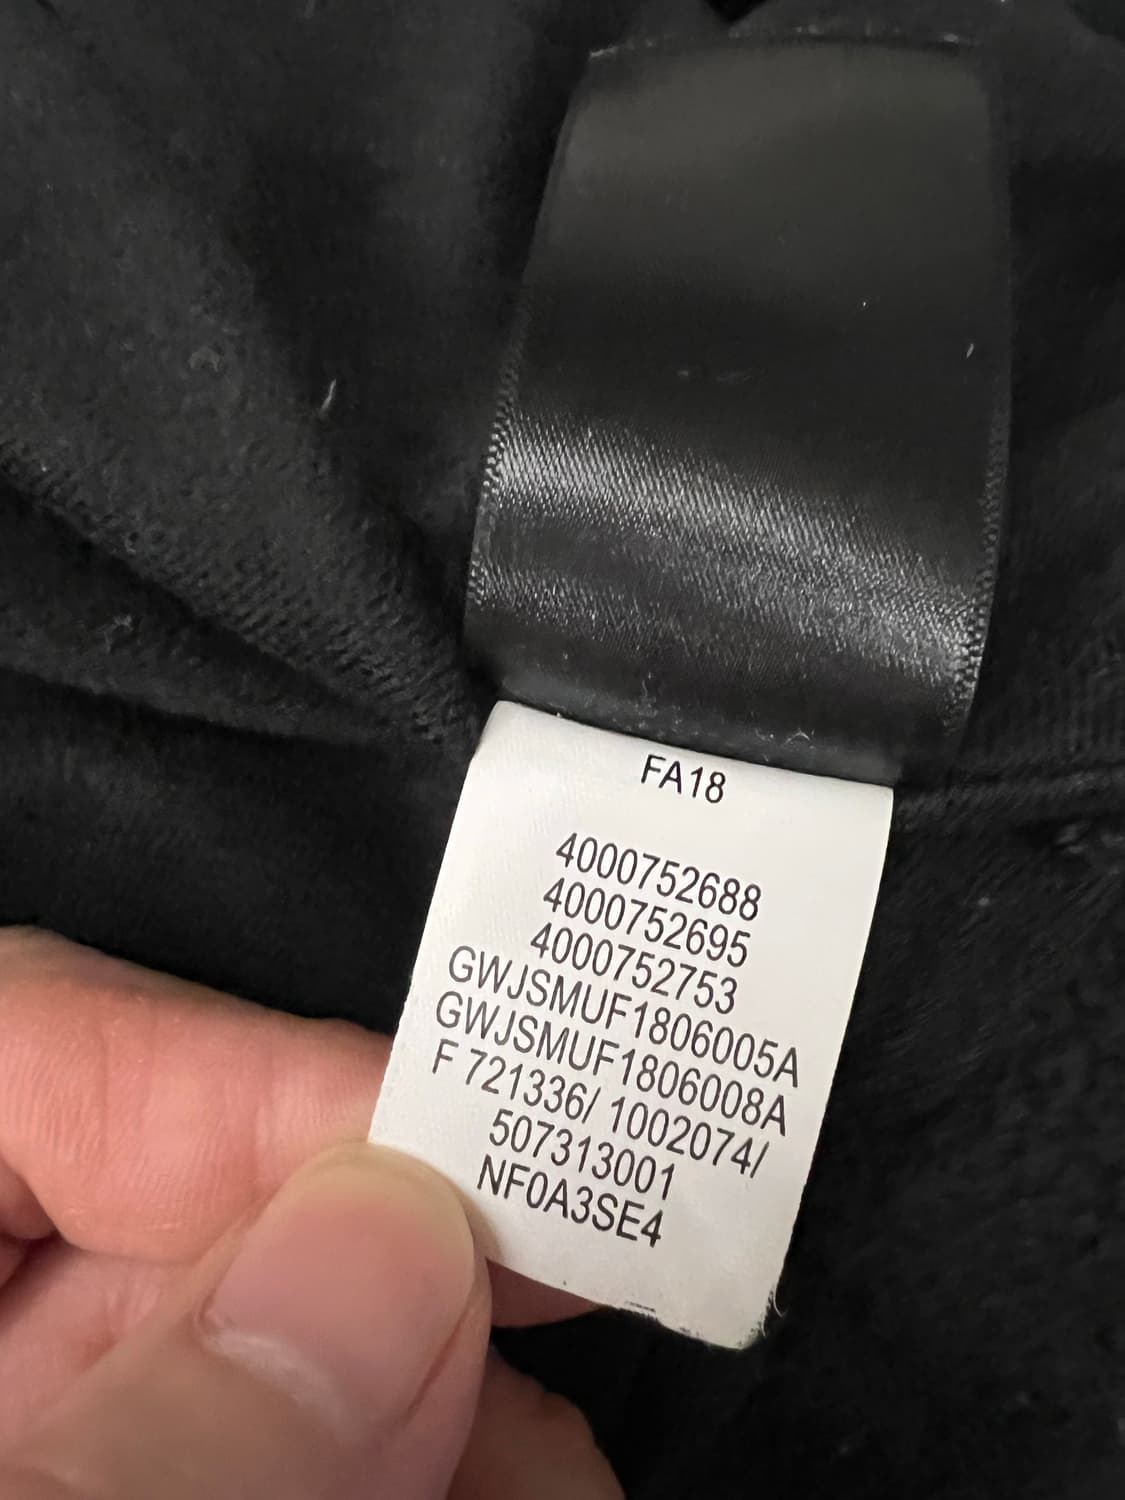 FA18
4000752688
4000752695
4000752753
GWJSMUF1806005A
GWJSMUF1806008A
F 721336/ 1002074/
507313001
NF0A3SE4